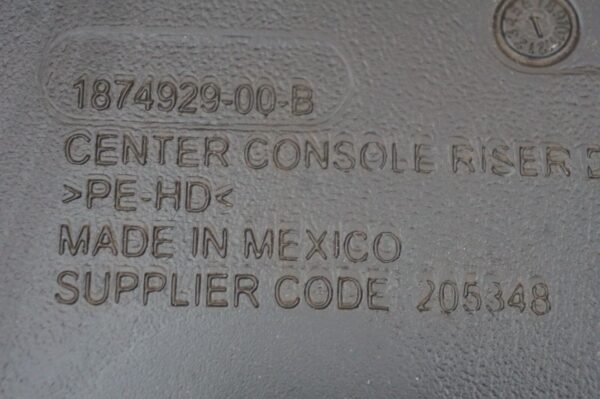 1874929-00-B
CENTER CONSOLE RISER
>PE-HD<
MADE IN MEXICO
SUPPLIER CODE 205348